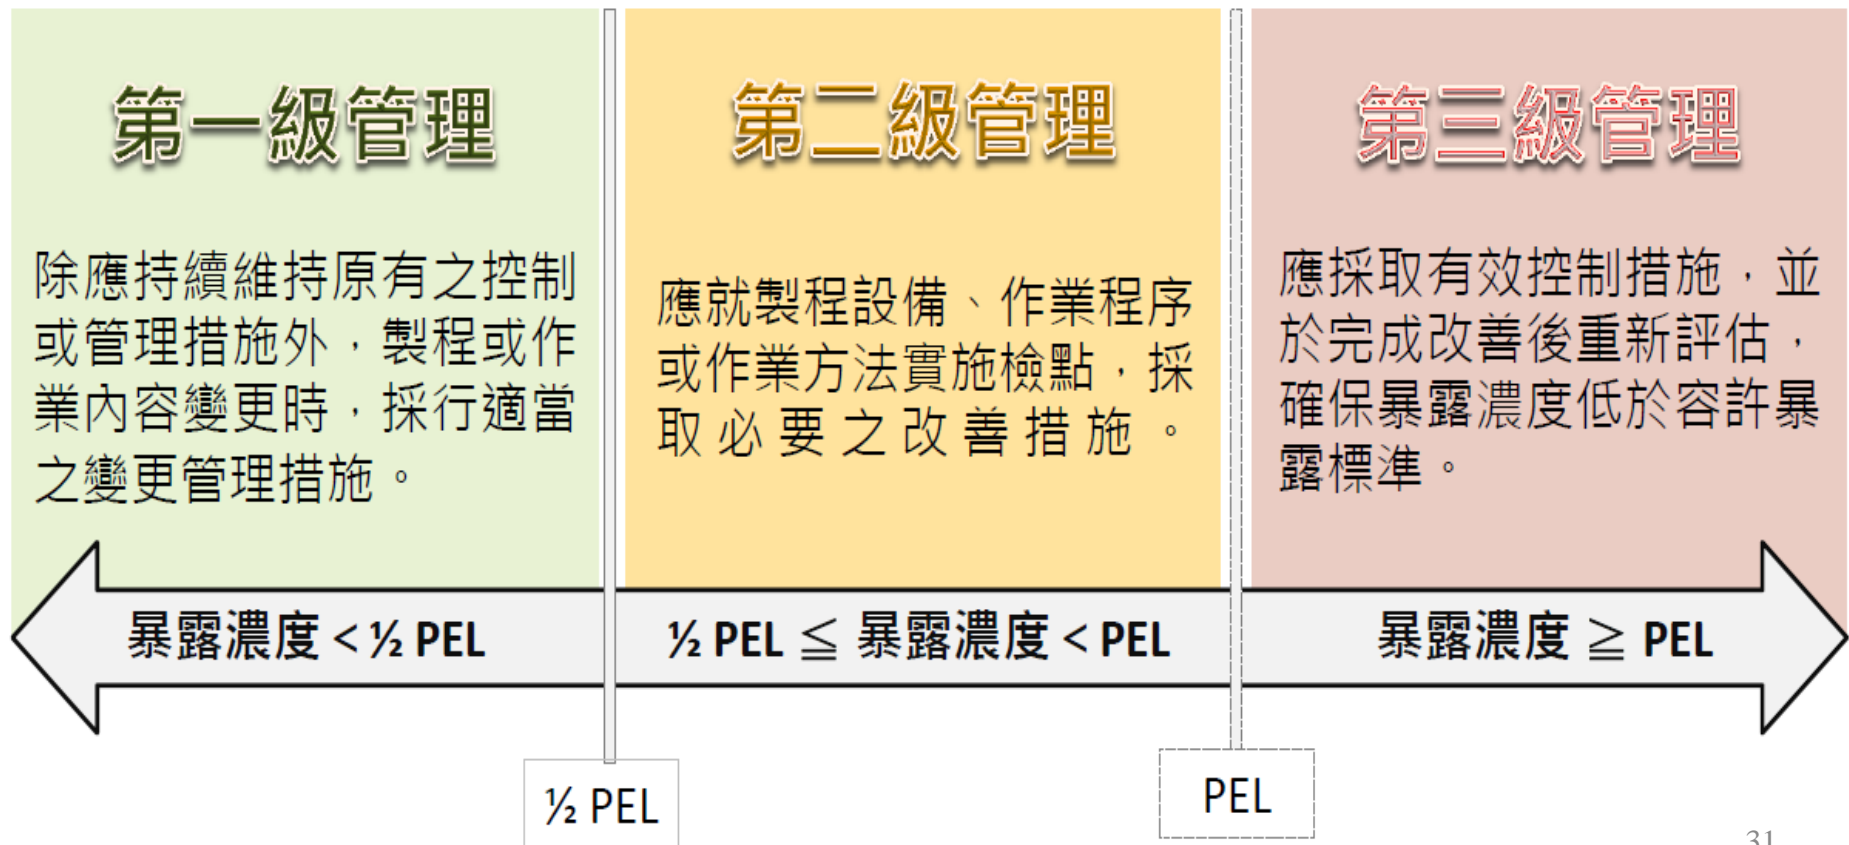 第一級管理
除應持續維持原有之控制
或管理措施外，製程或作
業內容變更時，採行適當
之變更管理措施。
第二級管理
應就製程設備、作業程序
或作業方法實施檢點，採
取必要之改善措施。
第三級管理
應採取有效控制措施，並
於完成改善後重新評估，
確保暴露濃度低於容許暴
露標準。
暴露濃度 < ½ PEL
½ PEL ≦ 暴露濃度 < PEL
暴露濃度 ≧ PEL
½ PEL
PEL
31